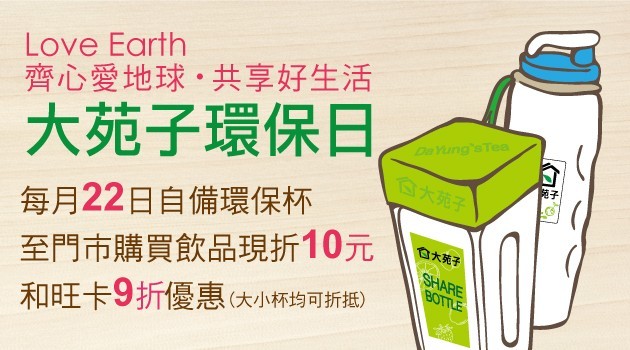 Love Earth
齊心愛地球・共享好生活
大苑子環保日
每月22日自備環保杯
至門市購買飲品現折10元
和旺卡9折優惠(大小杯均可折抵)
DaYung'sTea
大苑子
大苑子
SHARE
BOTTLE
苑子